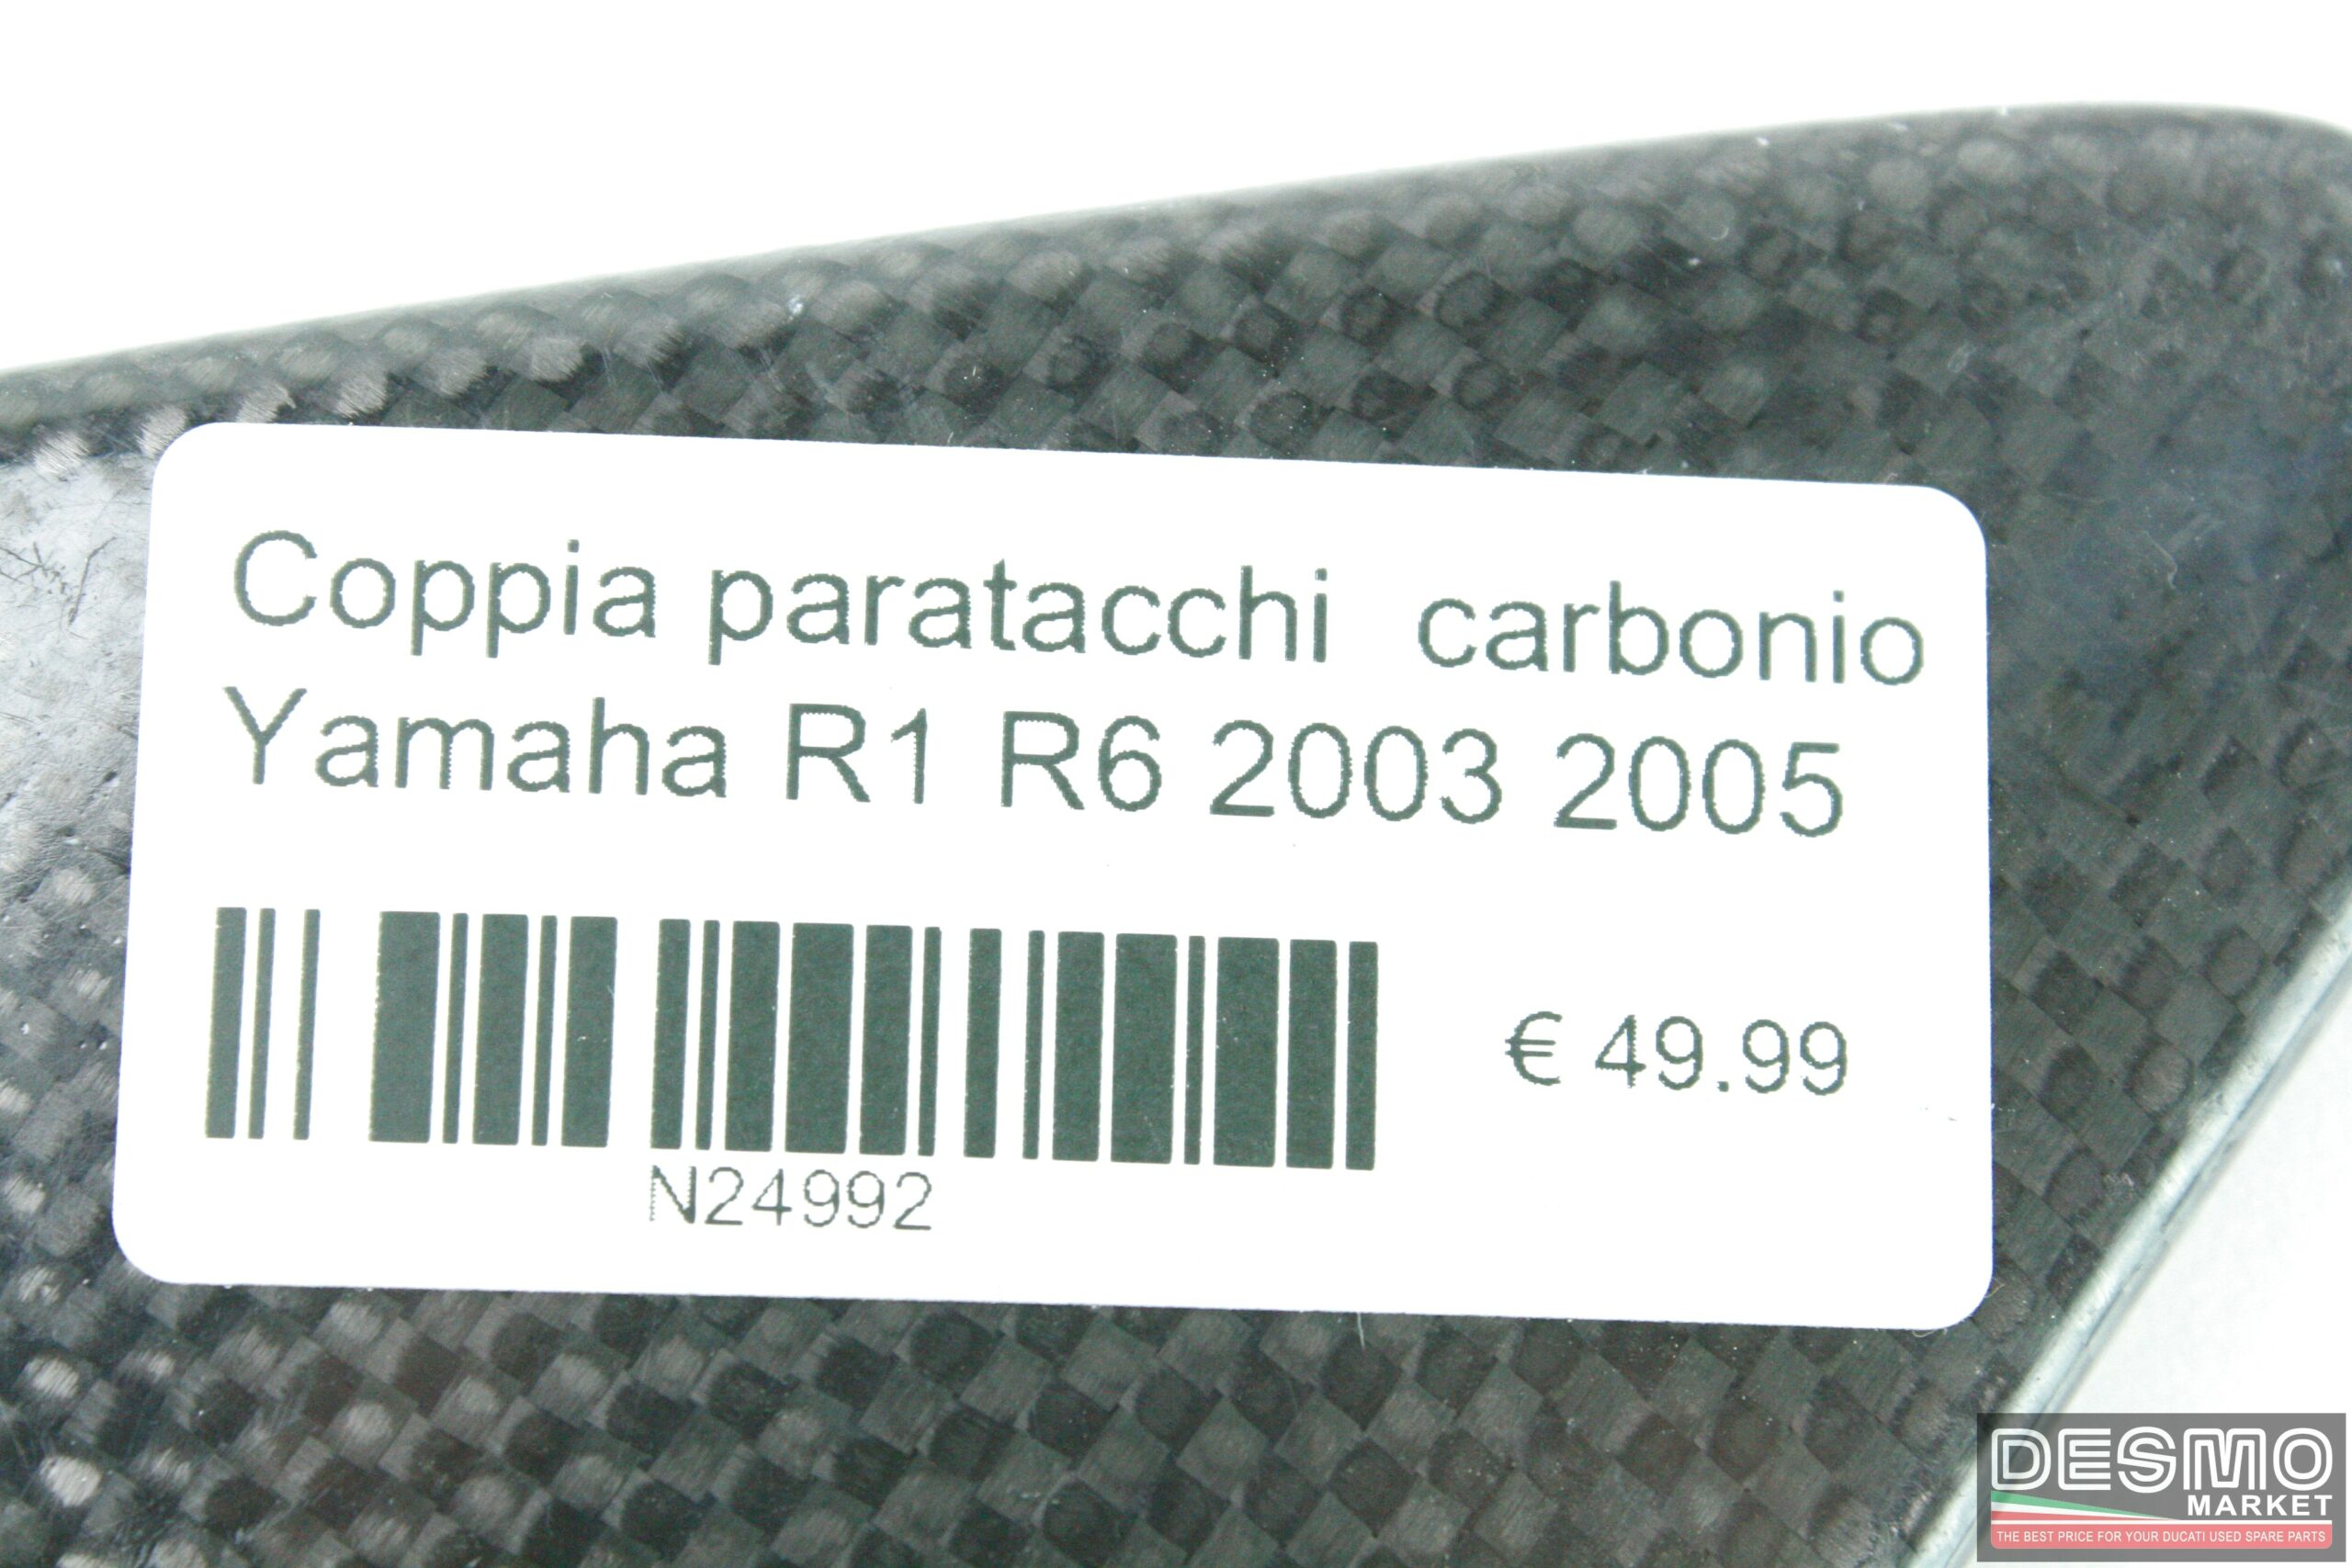 Coppia paratacchi  carbonio
Yamaha R1 R6 2003 2005
€ 49.99
N24992
DESMO
MARKET
THE BEST PRICE FOR YOUR DUCATI USED SPARE PARTS